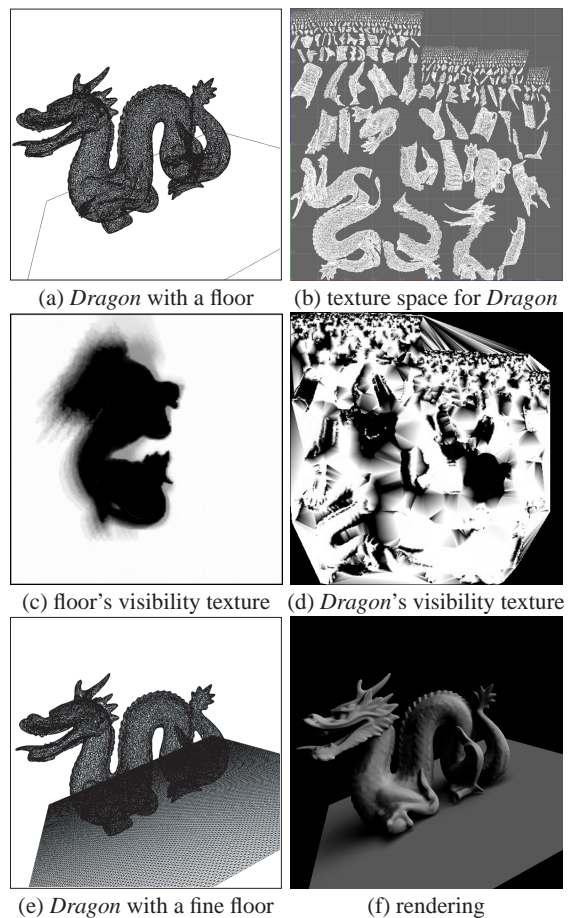 (a) Dragon with a floor
(b) texture space for Dragon
(c) floor's visibility texture
(d) Dragon's visibility texture
(e) Dragon with a fine floor
(f) rendering